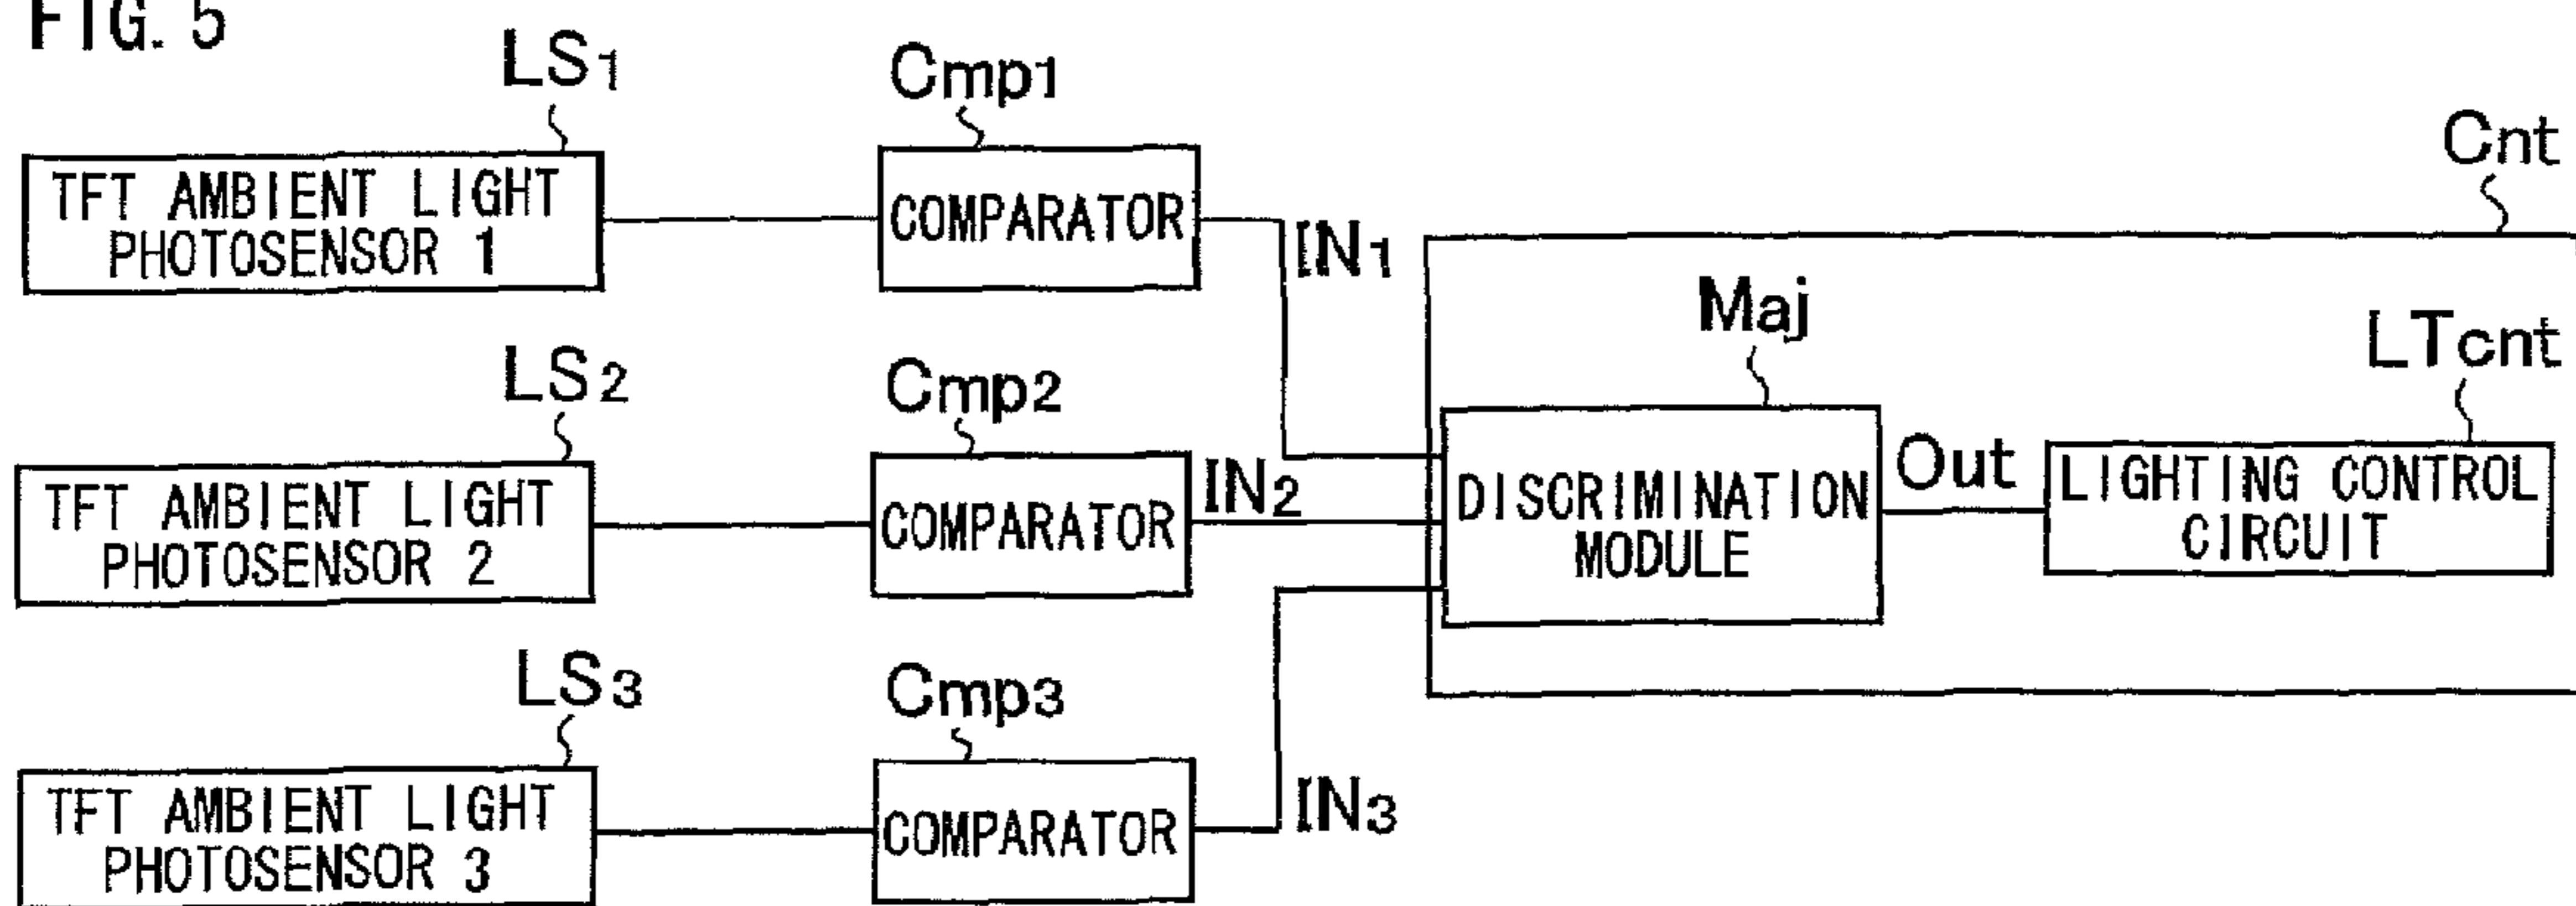 FIG. 5
LS1
Cmp1
Cnt
TFT AMBIENT LIGHT
PHOTOSENSOR 1
COMPARATOR
IN1
Maj
LTcnt
LS2
Cmp2
TFT AMBIENT LIGHT
PHOTOSENSOR 2
COMPARATOR
IN2
DISCRIMINATION
MODULE
Out
LIGHTING CONTROL
CIRCUIT
LS3
Cmp3
TFT AMBIENT LIGHT
PHOTOSENSOR 3
COMPARATOR
IN3